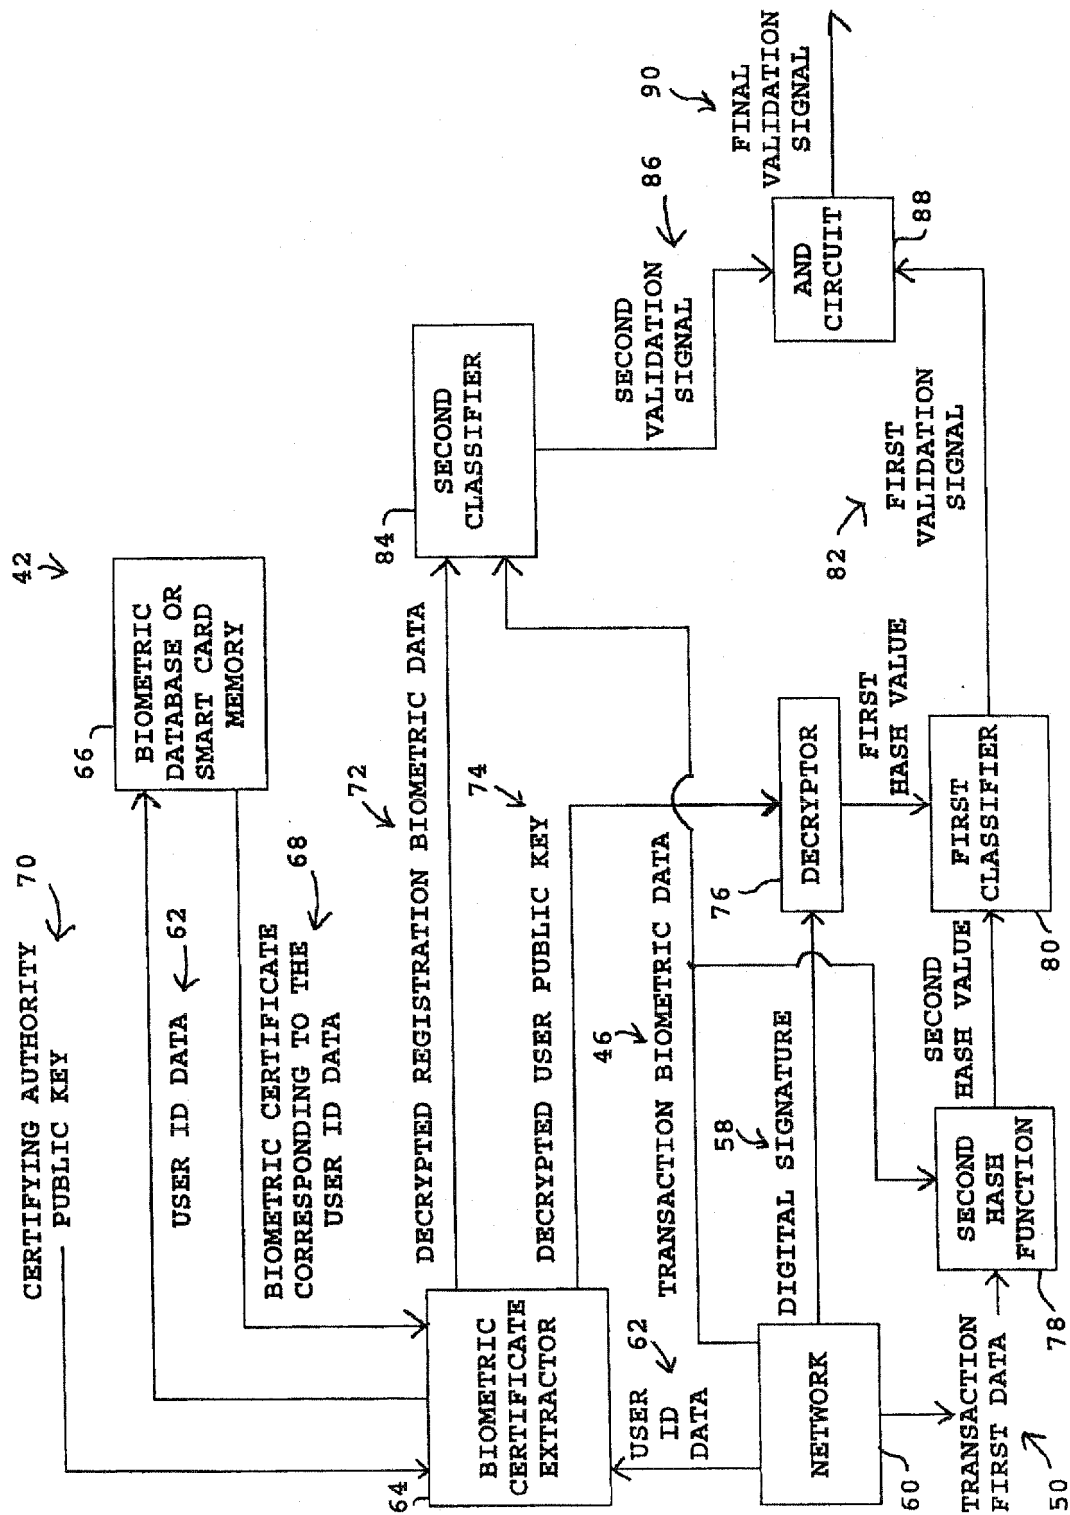 42
CERTIFYING AUTHORITY
PUBLIC KEY
70
USER ID DATA
62
66
BIOMETRIC
DATABASE OR
SMART CARD
MEMORY
BIOMETRIC CERTIFICATE
CORRESPONDING TO THE
USER ID DATA
68
64
BIOMETRIC
CERTIFICATE
EXTRACTOR
DECRYPTED REGISTRATION BIOMETRIC DATA
72
DECRYPTED USER PUBLIC KEY
74
84
SECOND
CLASSIFIER
SECOND
VALIDATION
SIGNAL
86
USER
ID
DATA
62
46
TRANSACTION BIOMETRIC DATA
58
DIGITAL SIGNATURE
NETWORK
60
76
DECRYPTOR
FIRST
HASH VALUE
AND
CIRCUIT
88
FINAL
VALIDATION
SIGNAL
90
TRANSACTION
FIRST DATA
50
SECOND
HASH
FUNCTION
78
SECOND
HASH VALUE
FIRST
CLASSIFIER
80
82
FIRST
VALIDATION
SIGNAL